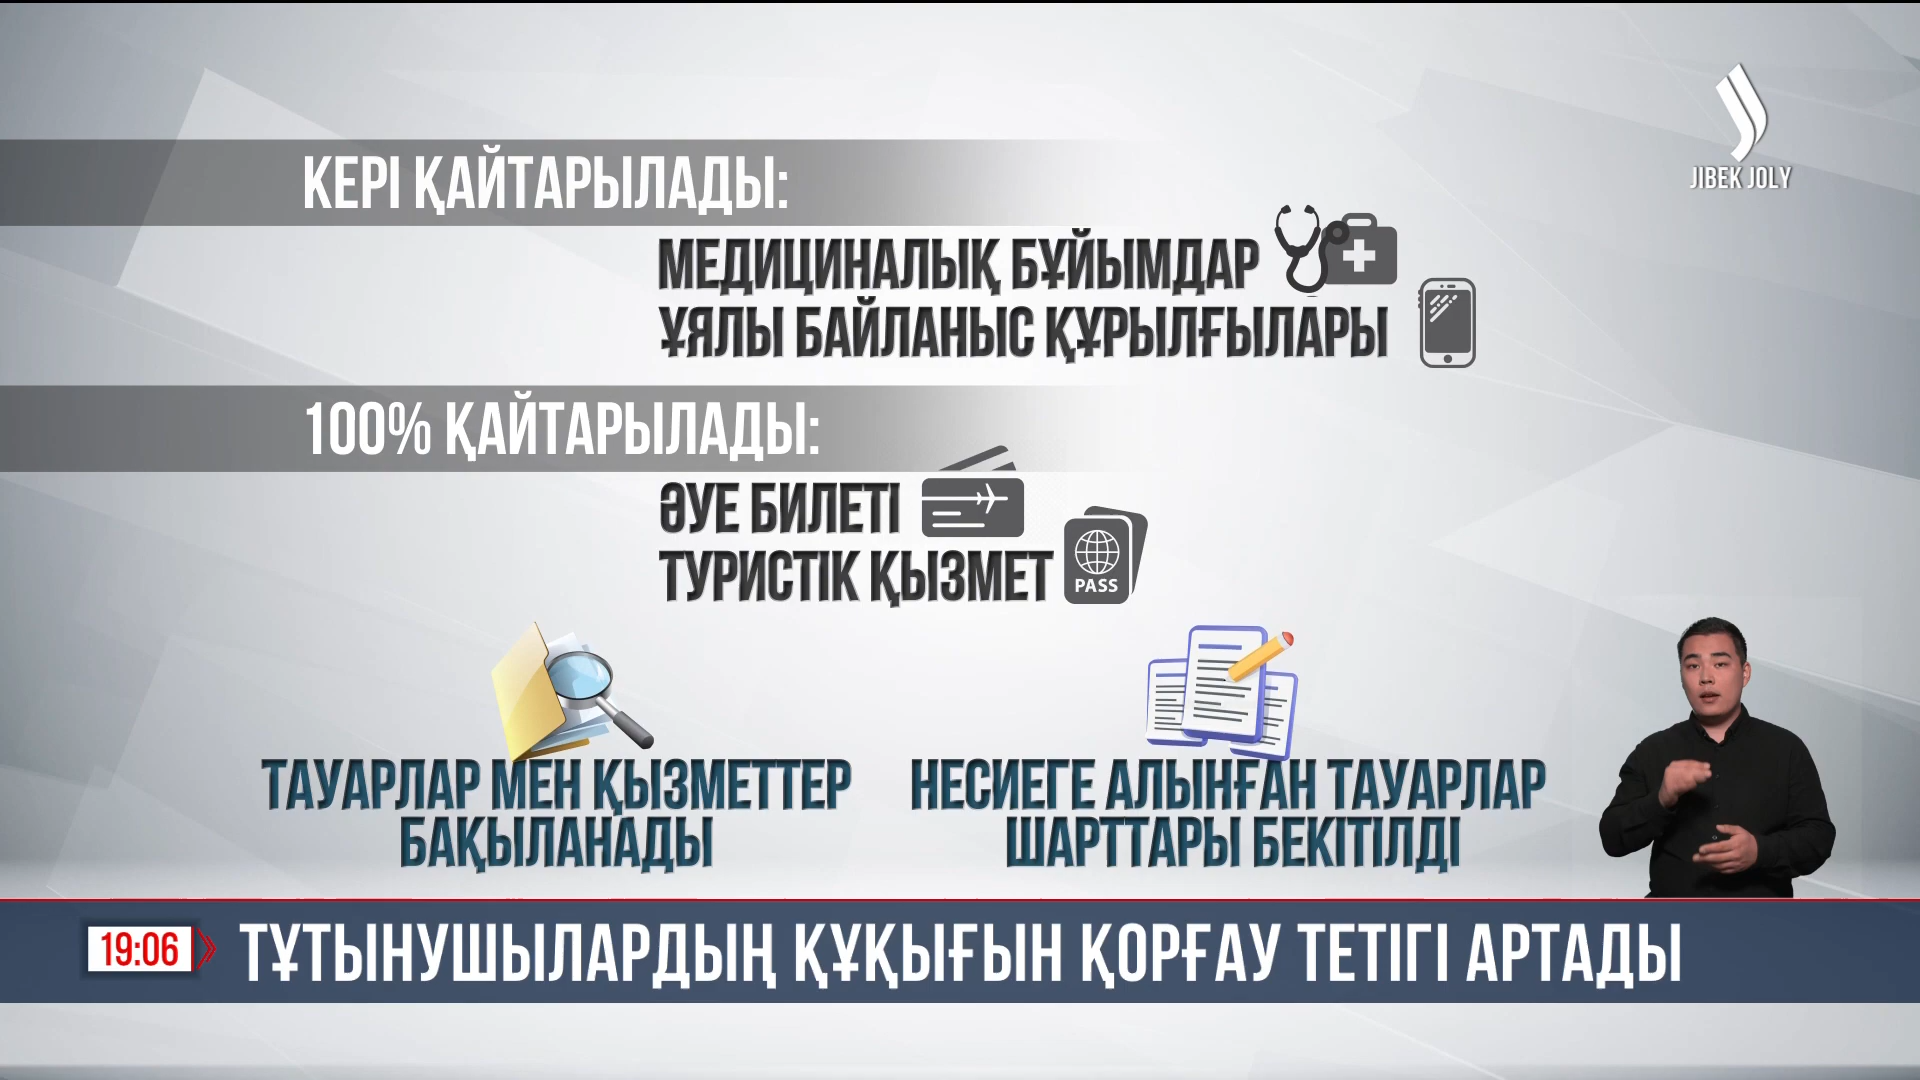 JIBEK JOLY
КЕРІ ҚАЙТАРЫЛАДЫ:
МЕДИЦИНАЛЫҚ БҰЙЫМДАР
ҰЯЛЫ БАЙЛАНЫС ҚҰРЫЛҒЫЛАРЫ
100% ҚАЙТАРЫЛАДЫ:
ӘУЕ БИЛЕТІ
ТУРИСТІК ҚЫЗМЕТ
PASS
ТАУАРЛАР МЕН ҚЫЗМЕТТЕР
БАҚЫЛАНАДЫ
НЕСИЕГЕ АЛЫНҒАН ТАУАРЛАР
ШАРТТАРЫ БЕКІТІЛДІ
19:06
ТҰТЫНУШЫЛАРДЫҢ ҚҰҚЫҒЫН ҚОРҒАУ ТЕТІГІ АРТАДЫ